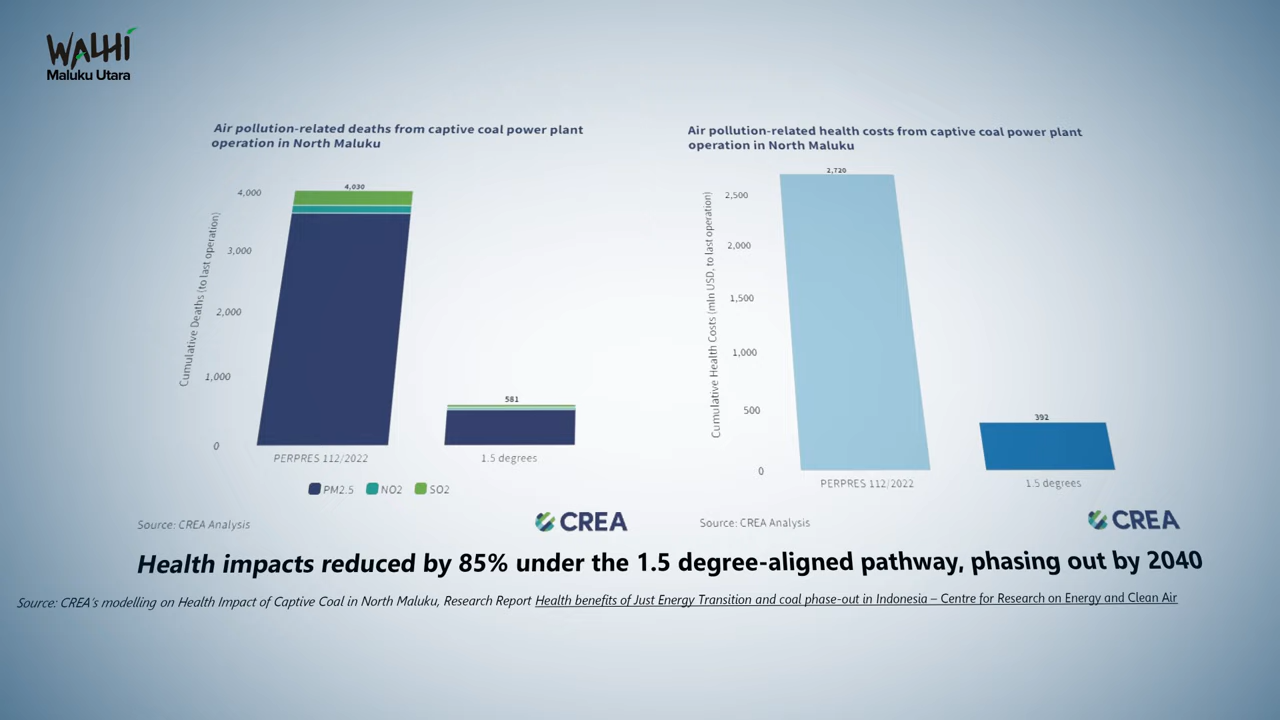 WALHI
Maluku Utara
Air pollution-related deaths from captive coal power plant
operation in North Maluku
4,030
4,000
3,000
2,000
1,000
0
Cumulative Deaths (to last operation)
581
PERPRES 112/2022
1.5 degrees
PM2.5 NO2 SO2
Source: CREA Analysis
CREA
Air pollution-related health costs from captive coal power plant
operation in North Maluku
2,720
2,500
2,000
1,500
1,000
500
0
Cumulative Health Costs (mln USD, to last operation)
392
PERPRES 112/2022
1.5 degrees
Source: CREA Analysis
CREA
Health impacts reduced by 85% under the 1.5 degree-aligned pathway, phasing out by 2040
Source: CREA's modelling on Health Impact of Captive Coal in North Maluku, Research Report Health benefits of Just Energy Transition and coal phase-out in Indonesia – Centre for Research on Energy and Clean Air